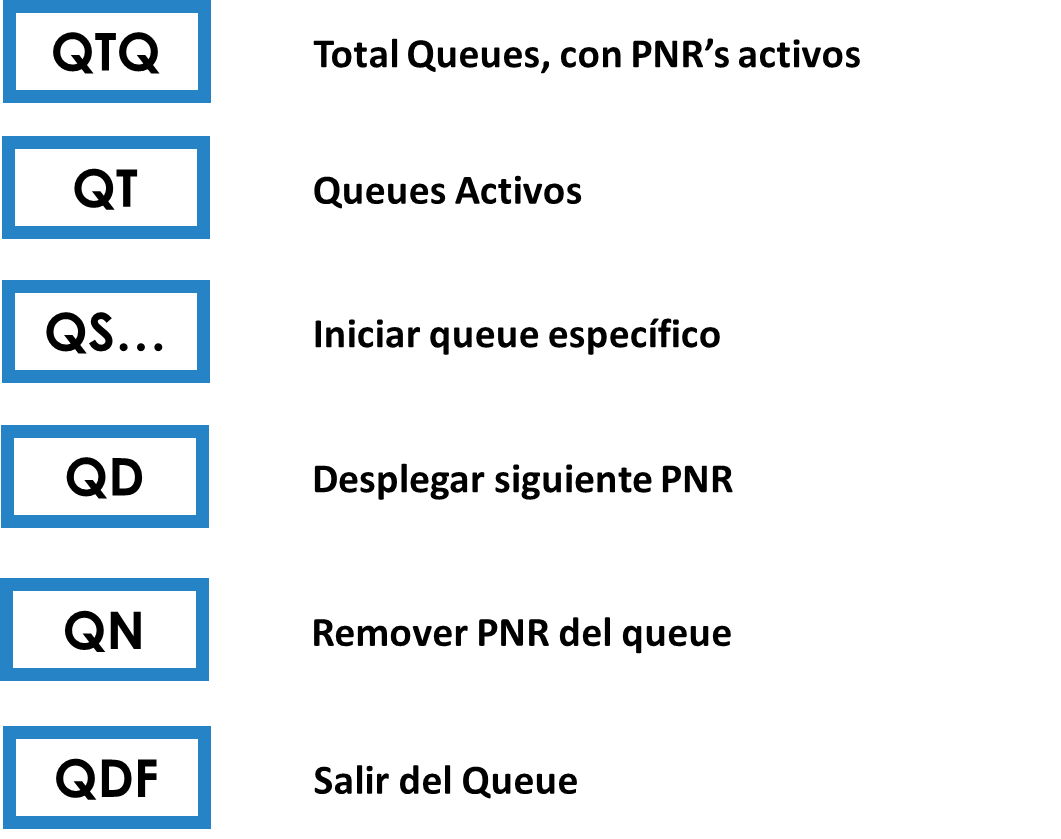 QTQ Total Queues, con PNR’s activos
QT Queues Activos
QS... Iniciar queue específico
QD Desplegar siguiente PNR
QN Remover PNR del queue
QDF Salir del Queue